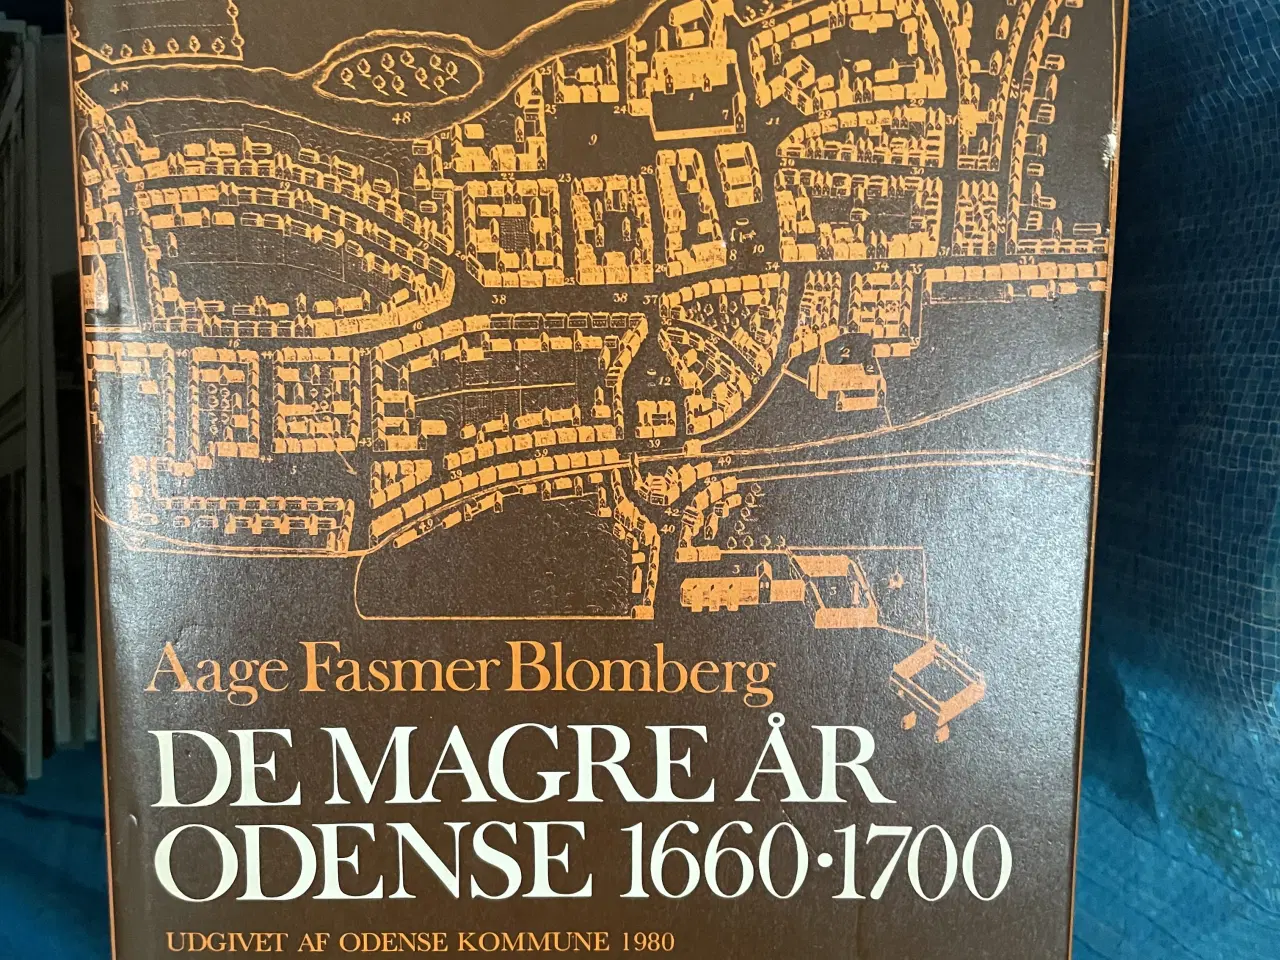 Aage Fasmer Blomberg
DE MAGRE ÅR
ODENSE 1660·1700
UDGIVET AF ODENSE KOMMUNE 1980